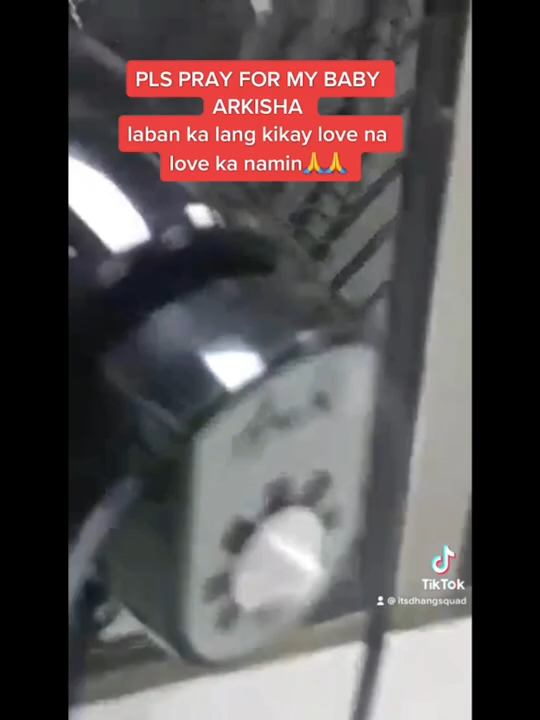 PLS PRAY FOR MY BABY
ARKISHA
laban ka lang kikay love na
love ka namin🙏🙏
TikTok
@ itsdhangsquad